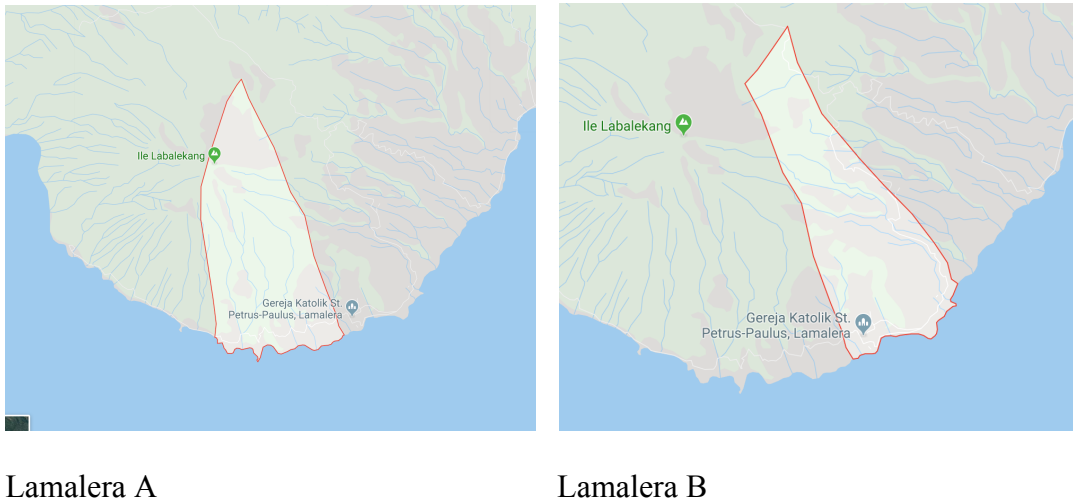 Ile Labalekang
Gereja Katolik St.
Petrus-Paulus, Lamalera
Ile Labalekang
Gereja Katolik St.
Petrus-Paulus, Lamalera
Lamalera A
Lamalera B